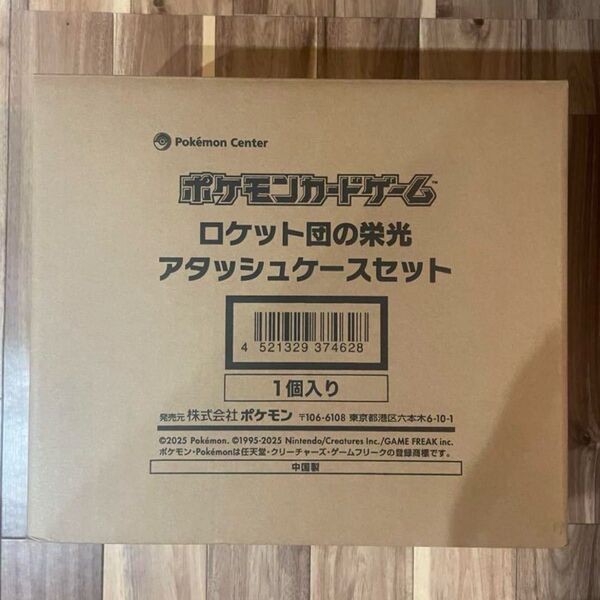 Pokémon Center
ポケモンカードゲーム™
ロケット団の栄光
アタッシュケースセット
4 521329 374628
1個入り
発売元 株式会社ポケモン 〒106-6108 東京都港区六本木6-10-1
©2025 Pokémon. ©1995-2025 Nintendo/Creatures Inc./GAME FREAK inc.
ポケモン・Pokémonは任天堂・クリーチャーズ・ゲームフリークの登録商標です。
中国製